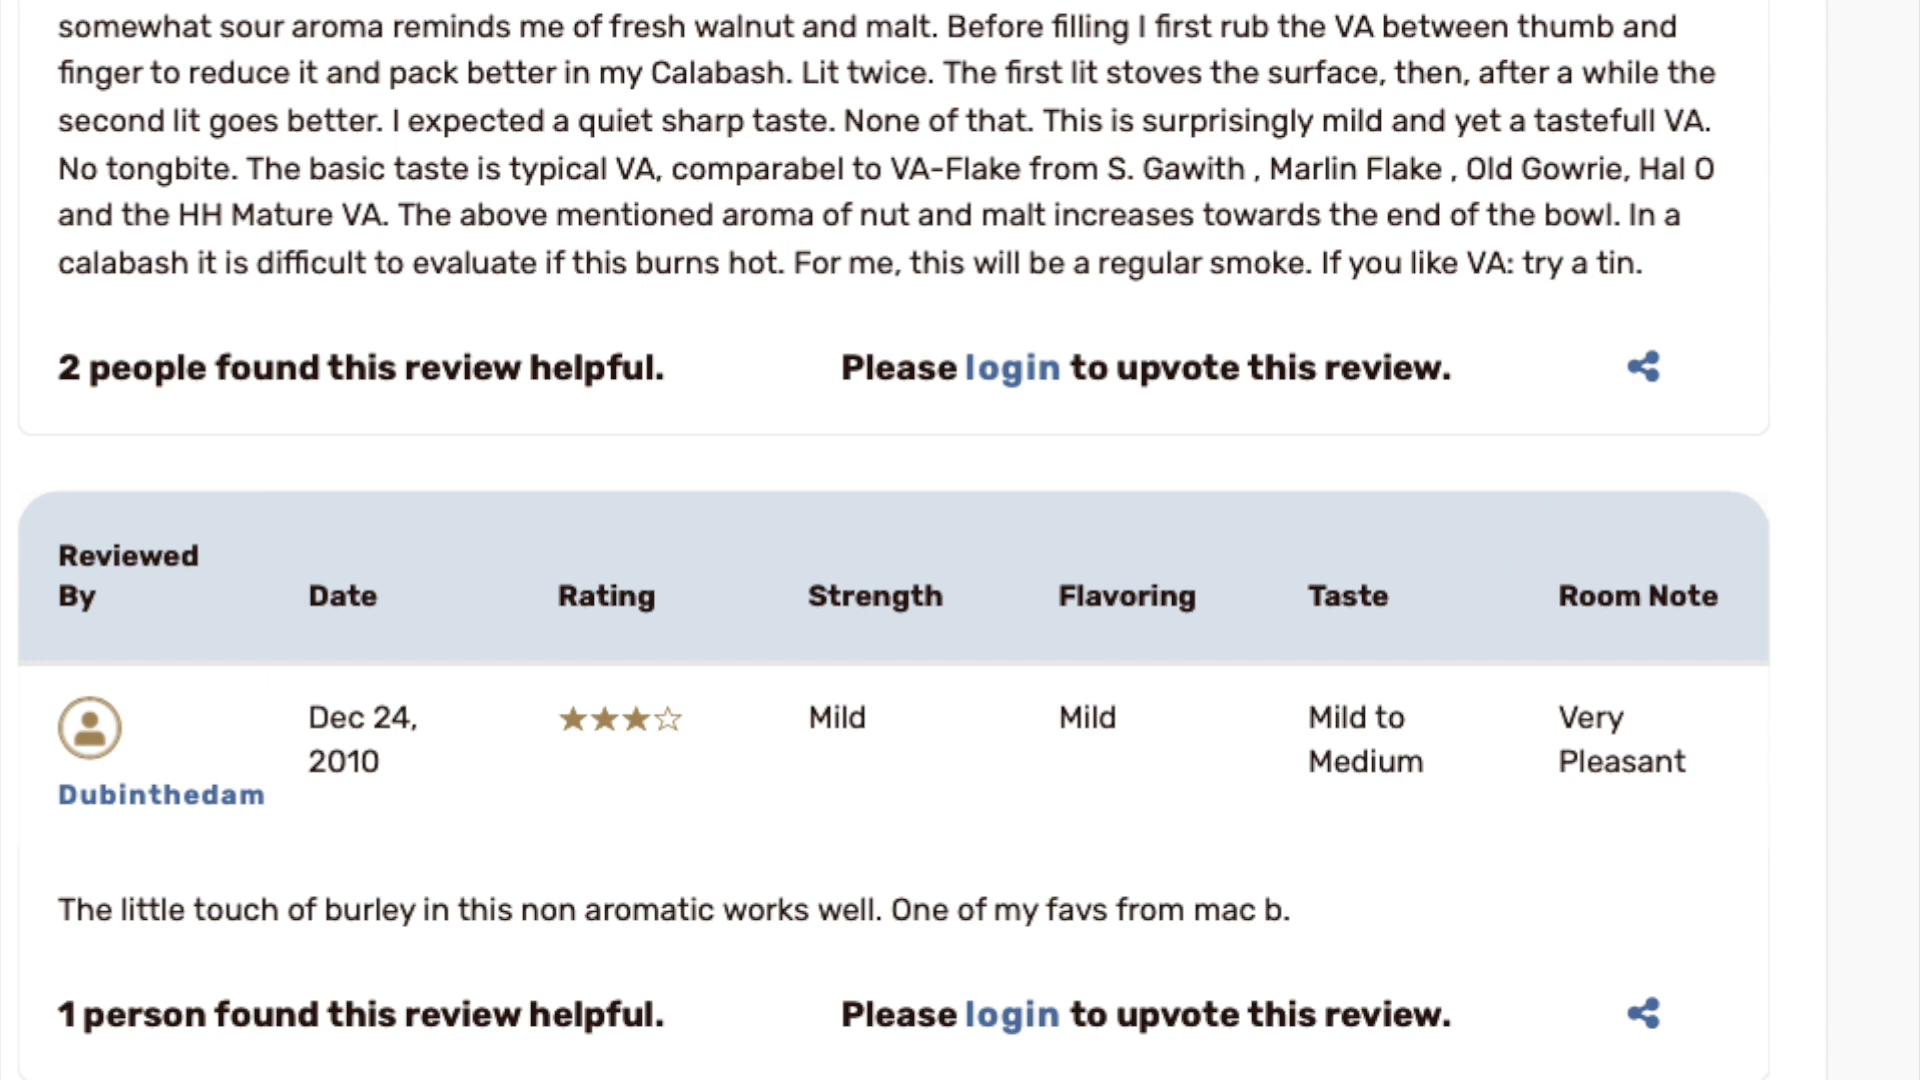 somewhat sour aroma reminds me of fresh walnut and malt. Before filling I first rub the VA between thumb and
finger to reduce it and pack better in my Calabash. Lit twice. The first lit stoves the surface, then, after a while the
second lit goes better. I expected a quiet sharp taste. None of that. This is surprisingly mild and yet a tastefull VA.
No tongbite. The basic taste is typical VA, comparabel to VA-Flake from S. Gawith , Marlin Flake , Old Gowrie, Hal O
and the HH Mature VA. The above mentioned aroma of nut and malt increases towards the end of the bowl. In a
calabash it is difficult to evaluate if this burns hot. For me, this will be a regular smoke. If you like VA: try a tin.
2 people found this review helpful. Please login to upvote this review.
Reviewed
By Date Rating Strength Flavoring Taste Room Note
Dec 24, Mild Mild Mild to Very
2010 Medium Pleasant
Dubinthedam
The little touch of burley in this non aromatic works well. One of my favs from mac b.
1 person found this review helpful. Please login to upvote this review.